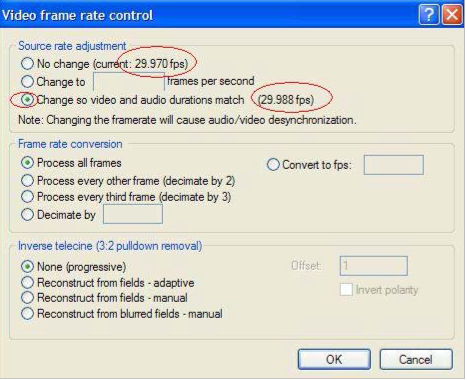 Video frame rate control
Source rate adjustment
No change (current: 29.970 fps)
Change to frames per second
Change so video and audio durations match (29.988 fps)
Note: Changing the framerate will cause audio/video desynchronization.
Frame rate conversion
Process all frames Convert to fps:
Process every other frame (decimate by 2)
Process every third frame (decimate by 3)
Decimate by
Inverse telecine (3:2 pulldown removal)
None (progressive) Offset: 1
Reconstruct from fields - adaptive Invert polarity
Reconstruct from fields - manual
Reconstruct from blurred fields - manual
OK Cancel